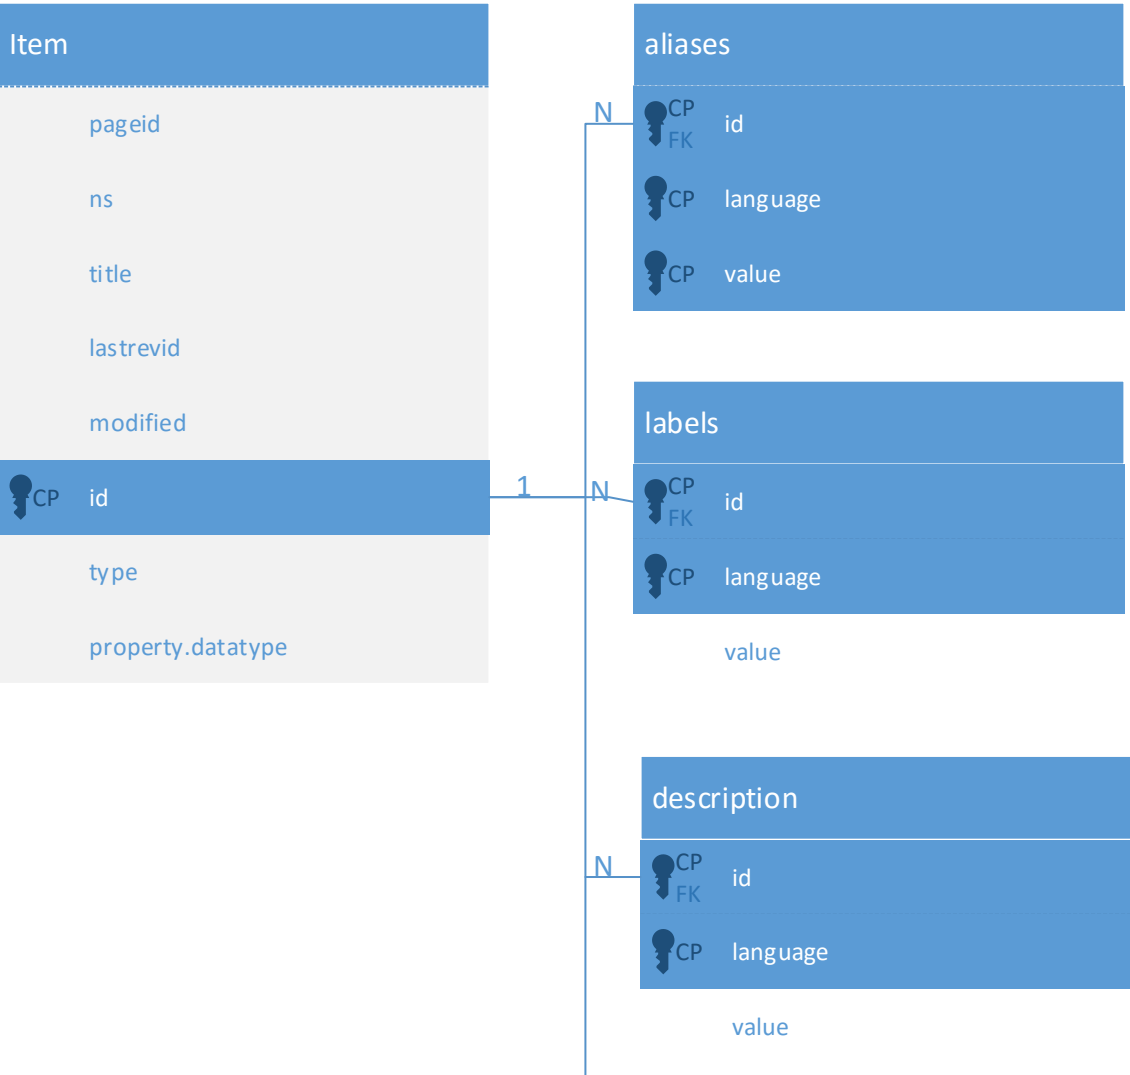 Item
pageid
ns
title
lastrevid
modified
CP id
type
property.datatype
1
N
aliases
CP
FK
id
CP language
CP value
N
labels
CP
FK
id
CP language
value
N
description
CP
FK
id
CP language
value